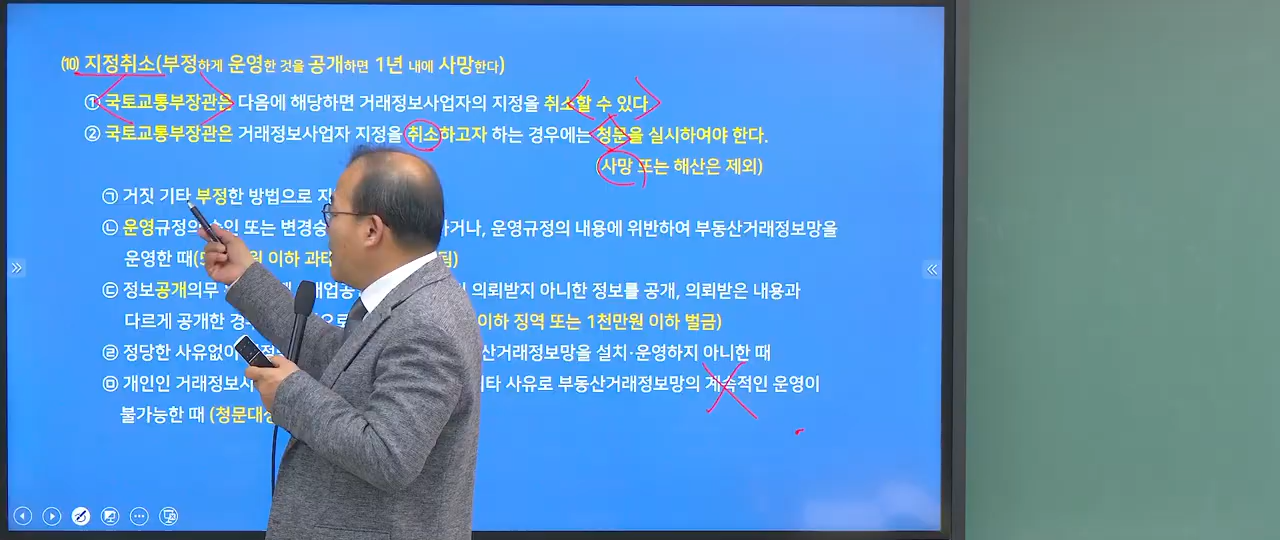 ⑽ 지정취소(부정하게 운영한 것을 공개하면 1년 내에 사망한다)
① 국토교통부장관은 다음에 해당하면 거래정보사업자의 지정을 취소할 수 있다
② 국토교통부장관은 거래정보사업자 지정을 취소하고자 하는 경우에는 청문을 실시하여야 한다.
(사망 또는 해산은 제외)
㉠ 거짓 기타 부정한 방법으로
㉡ 운영규정의 승인 또는 변경승 하거나, 운영규정의 내용에 위반하여 부동산거래정보망을
운영한 때(5 원 이하 과태 됨)
㉢ 정보공개의무 의뢰받지 아니한 정보를 공개, 의뢰받은 내용과
다르게 공개한 경 이하 징역 또는 1천만원 이하 벌금)
㉣ 정당한 사유없이 산거래정보망을 설치·운영하지 아니한 때
㉤ 개인인 거래정보사 기타 사유로 부동산거래정보망의 계속적인 운영이
불가능한 때 (청문대상